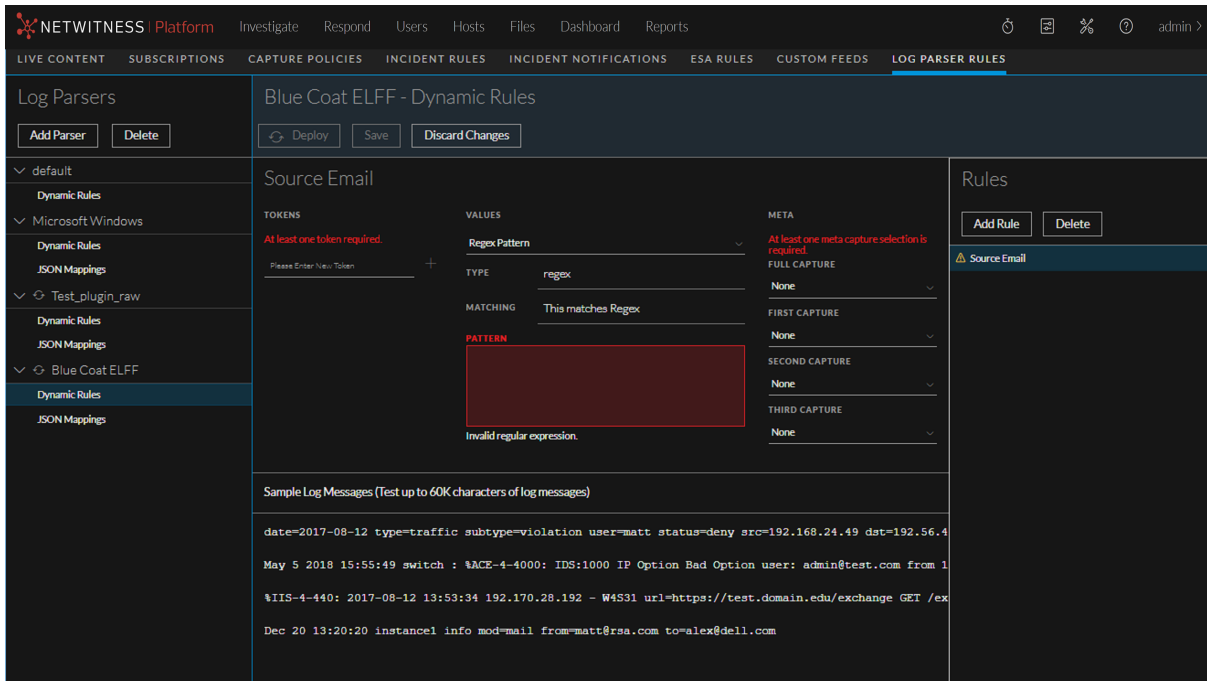 NETWITNESS Platform Investigate Respond Users Hosts Files Dashboard Reports admin >
LIVE CONTENT SUBSCRIPTIONS CAPTURE POLICIES INCIDENT RULES INCIDENT NOTIFICATIONS ESA RULES CUSTOM FEEDS LOG PARSER RULES
Log Parsers
Add Parser Delete
default
Dynamic Rules
Microsoft Windows
Dynamic Rules
JSON Mappings
Test_plugin_raw
Dynamic Rules
JSON Mappings
Blue Coat ELFF
Dynamic Rules
JSON Mappings
Blue Coat ELFF - Dynamic Rules
Deploy Save Discard Changes
Source Email
TOKENS
At least one token required.
Please Enter New Token
VALUES
Regex Pattern
TYPE regex
MATCHING This matches Regex
PATTERN
Invalid regular expression.
META
At least one meta capture selection is
required.
FULL CAPTURE
None
FIRST CAPTURE
None
SECOND CAPTURE
None
THIRD CAPTURE
None
Sample Log Messages (Test up to 60K characters of log messages)
date=2017-08-12 type=traffic subtype=violation user=matt status=deny src=192.168.24.49 dst=192.56.4
May 5 2018 15:55:49 switch : %ACE-4-4000: IDS:1000 IP Option Bad Option user: admin@test.com from 1
%IIS-4-440: 2017-08-12 13:53:34 192.170.28.192 - W4S31 url=https://test.domain.edu/exchange GET /ex
Dec 20 13:20:20 instance1 info mod=mail from=matt@rsa.com to=alex@dell.com
Rules
Add Rule Delete
Source Email